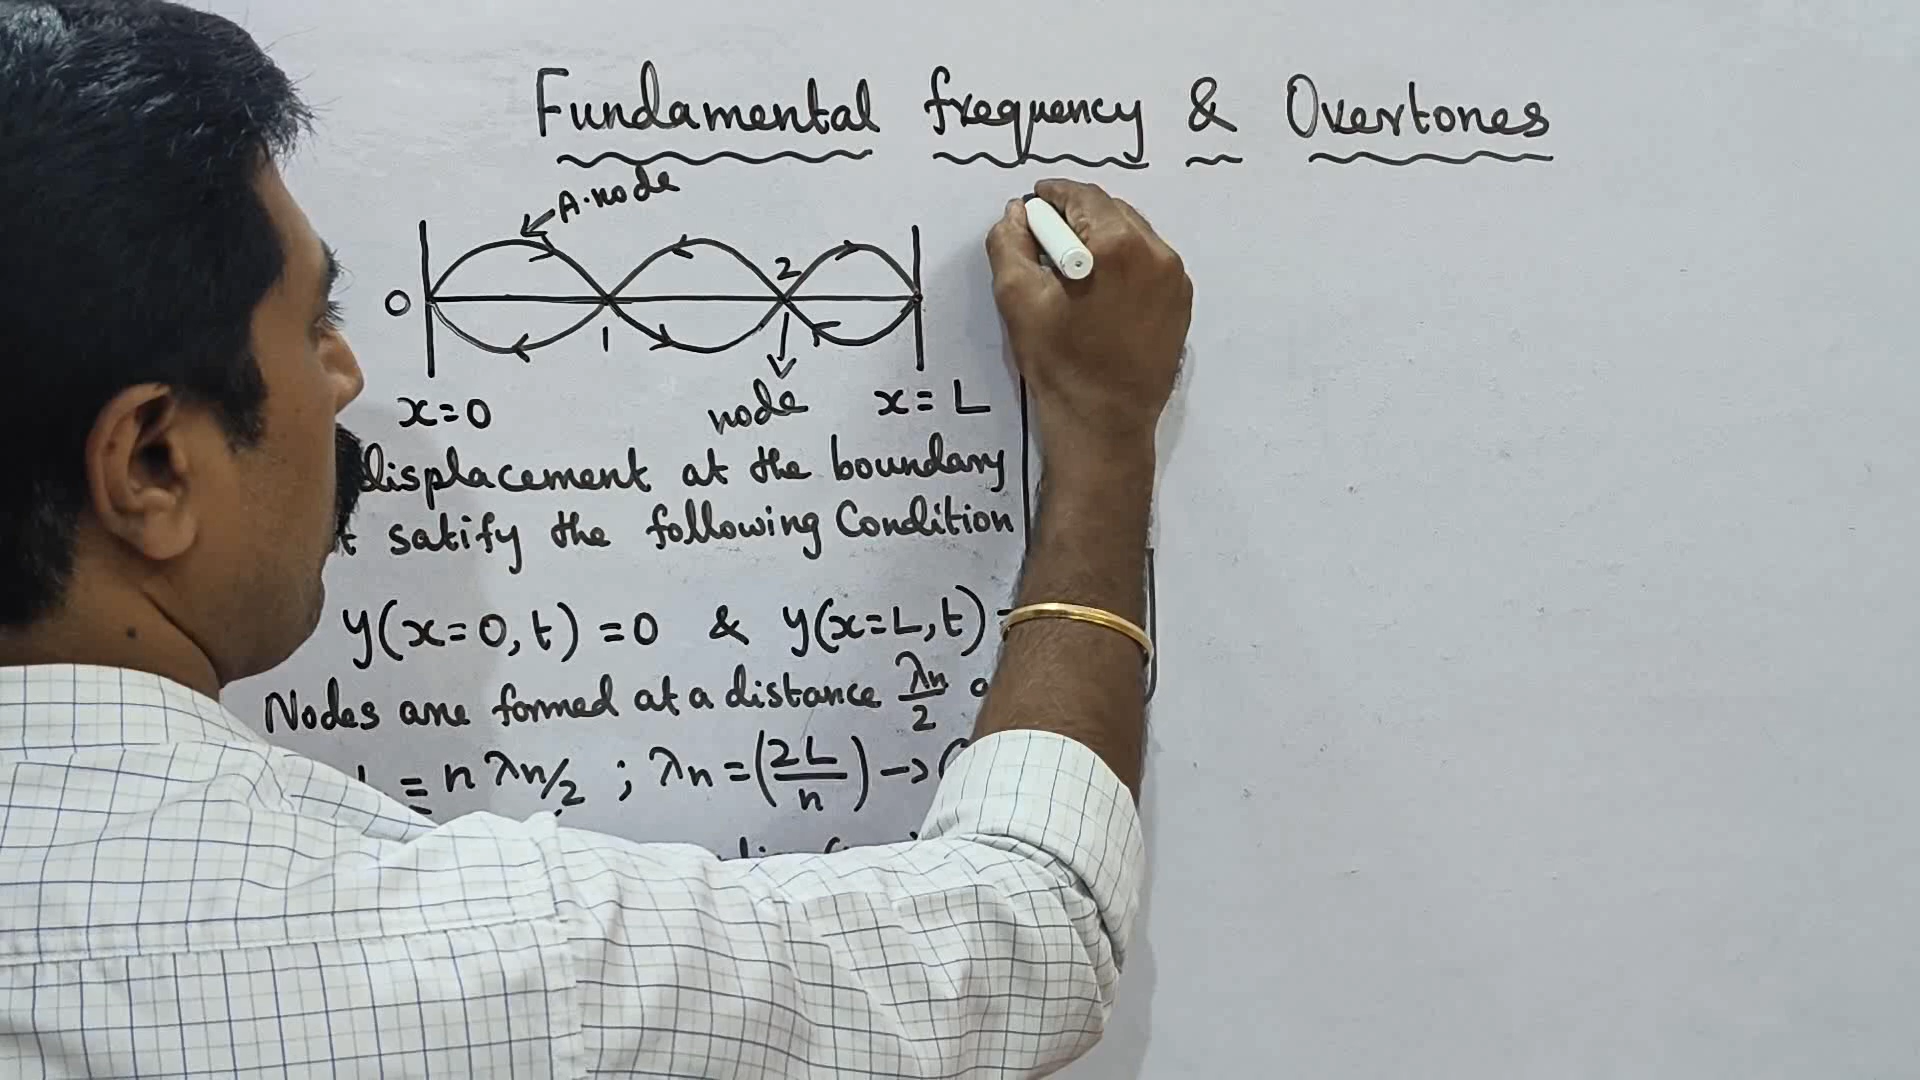 Fundamental frequency & Overtones
A.node
2
0
1
node
x=0 x=L
displacement at the boundary
satify the following Condition
y(x=0,t) =0 & y(x=L,t)
Nodes are formed at a distance λn/2
= n λn/2 ; λn = (2L/n) →